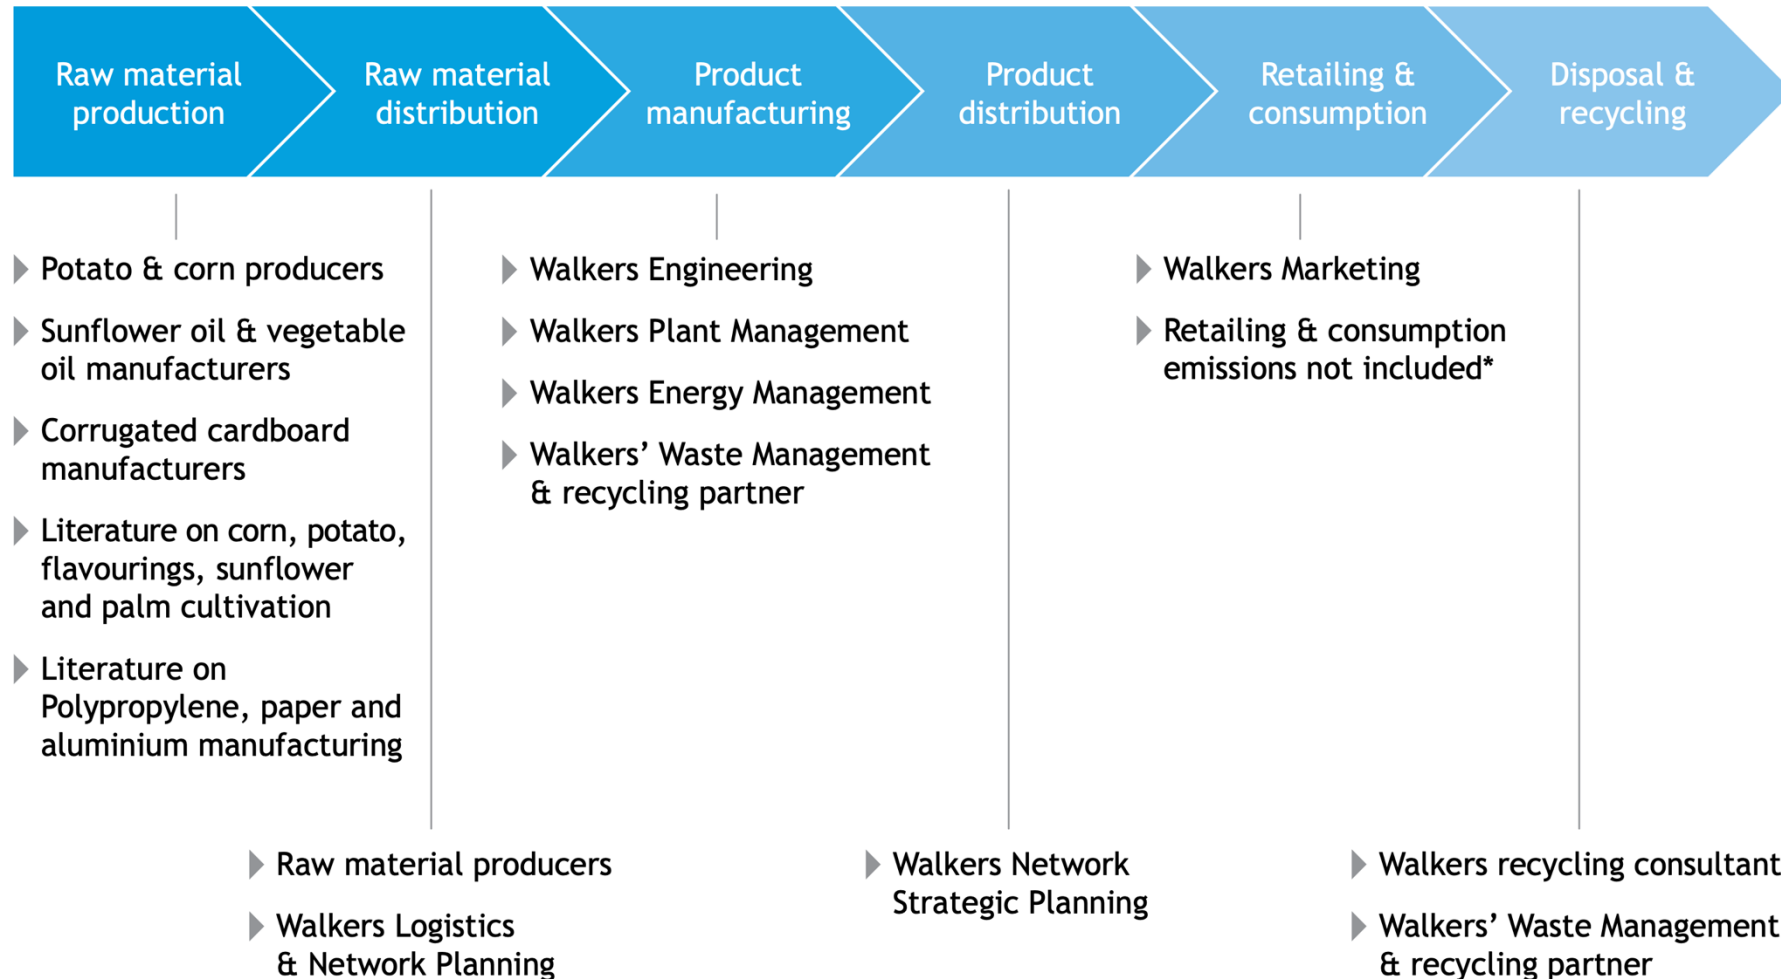 Raw material
production
Raw material
distribution
Product
manufacturing
Product
distribution
Retailing &
consumption
Disposal &
recycling
Potato & corn producers
Sunflower oil & vegetable
oil manufacturers
Corrugated cardboard
manufacturers
Literature on corn, potato,
flavourings, sunflower
and palm cultivation
Literature on
Polypropylene, paper and
aluminium manufacturing
Raw material producers
Walkers Logistics
& Network Planning
Walkers Engineering
Walkers Plant Management
Walkers Energy Management
Walkers’ Waste Management
& recycling partner
Walkers Network
Strategic Planning
Walkers Marketing
Retailing & consumption
emissions not included*
Walkers recycling consultant
Walkers’ Waste Management
& recycling partner